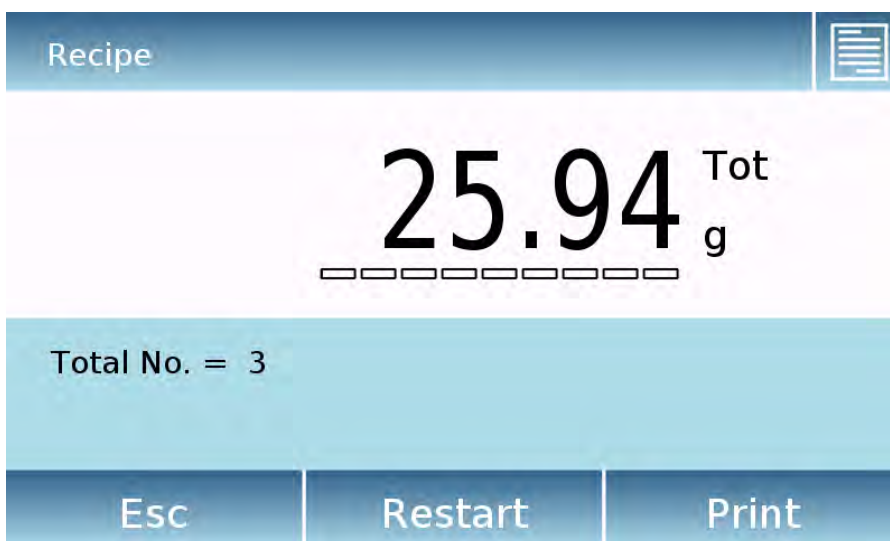 Recipe
25.94 Tot
g
Total No. = 3
Esc Restart Print